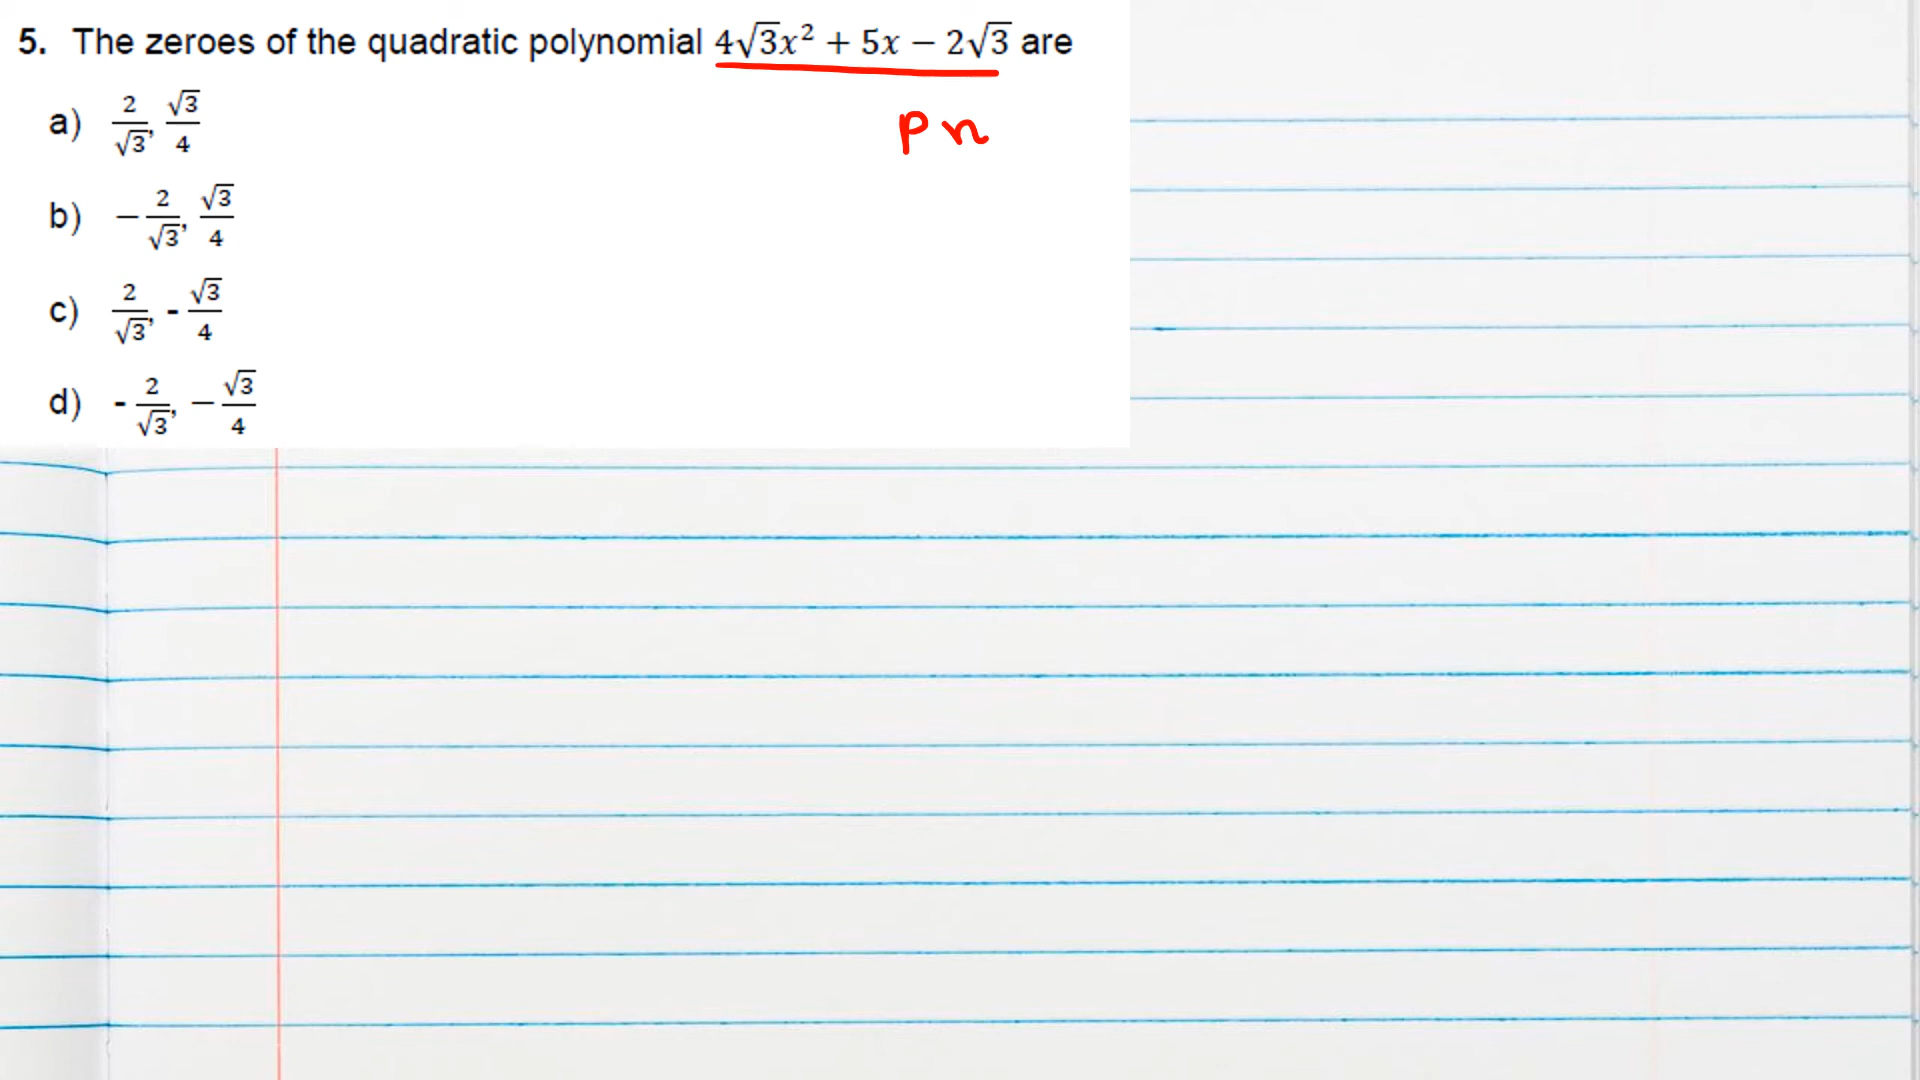 5. The zeroes of the quadratic polynomial 4√3x² + 5x − 2√3 are
a) 2/√3, √3/4
b) −2/√3, √3/4
c) 2/√3, -√3/4
d) -2/√3, −√3/4